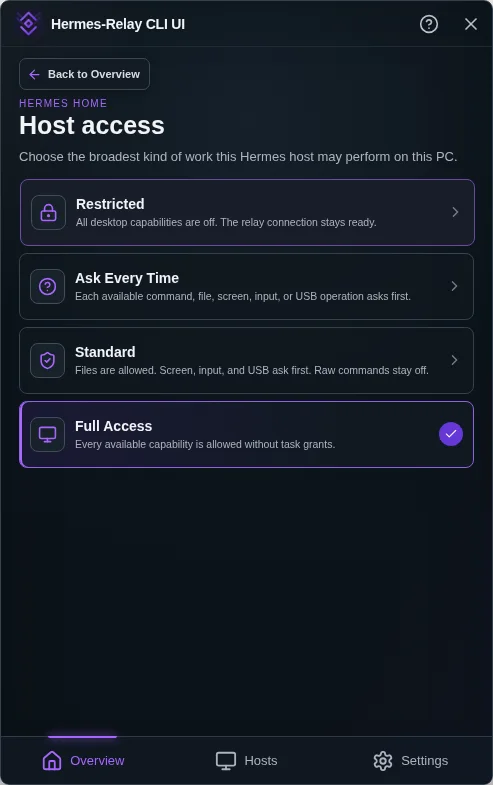 Hermes-Relay CLI UI
Back to Overview
HERMES HOME
Host access
Choose the broadest kind of work this Hermes host may perform on this PC.
Restricted
All desktop capabilities are off. The relay connection stays ready.
Ask Every Time
Each available command, file, screen, input, or USB operation asks first.
Standard
Files are allowed. Screen, input, and USB ask first. Raw commands stay off.
Full Access
Every available capability is allowed without task grants.
Overview
Hosts
Settings